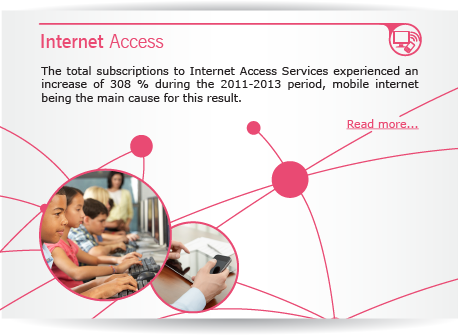 Internet Access
The total subscriptions to Internet Access Services experienced an
increase of 308 % during the 2011-2013 period, mobile internet
being the main cause for this result.
Read more...